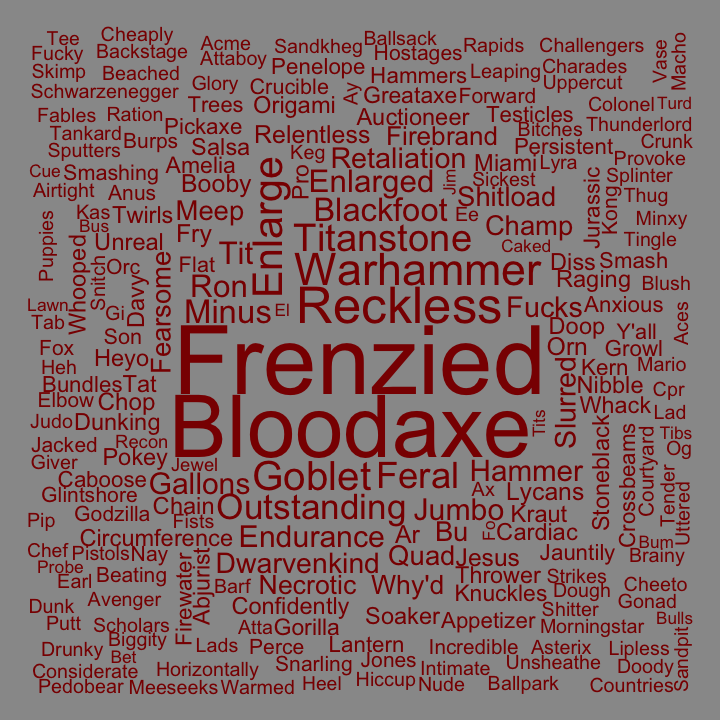 Tee
Cheaply
Acme
Sandkheg
Ballsack
Rapids
Challengers
Vase
Macho
Fucky
Backstage
Attaboy
Penelope
Hostages
Skimp
Beached
Glory
Crucible
Ay
Hammers
Leaping
Charades
Uppercut
Schwarzenegger
Trees
Origami
Greataxe
Forward
Colonel
Turd
Fables
Ration
Pickaxe
Relentless
Auctioneer
Testicles
Thunderlord
Tankard
Burps
Salsa
Firebrand
Bitches
Persistent
Crunk
Sputters
Keg
Retaliation
Miami
Lyra
Provoke
Cue
Smashing
Amelia
Pro
Enlarged
Jim
Sickest
Splinter
Airtight
Anus
Booby
Enlarge
Shitload
Jurassic
Kong
Thug
Kas
Twirls
Meep
Blackfoot
Ee
Champ
Minxy
Bus
Puppies
Whooped
Unreal
Fry
Tit
Titanstone
Caked
Tingle
Snitch
Orc
Davy
Fearsome
Flat
Warhammer
Diss
Smash
Ron
Raging
Blush
Lawn
Gi
Minus
El
Reckless
Fucks
Anxious
Aces
Tab
Son
Doop
Y'all
Fox
Heyo
Frenzied
Orn
Growl
Heh
Kern
Mario
Bundles
Tat
Slurred
Nibble
Cpr
Elbow
Chop
Bloodaxe
Whack
Lad
Judo
Dunking
Tits
Stoneblack
Crossbeams
Courtyard
Tibs
Jacked
Recon
Og
Giver
Pokey
Jewel
Goblet
Feral
Hammer
Tender
Caboose
Gallons
Ax
Lycans
Uttered
Glintshore
Chain
Outstanding
Jumbo
Kraut
Pip
Godzilla
Fists
Fo
Cardiac
Circumference
Endurance
Ar
Bu
Bum
Chef
Pistols
Nay
Firewater
Abjurist
Dwarvenkind
Quad
Jesus
Jauntily
Brainy
Probe
Earl
Beating
Barf
Necrotic
Why'd
Thrower
Strikes
Cheeto
Avenger
Confidently
Knuckles
Dough
Gonad
Dunk
Shitter
Putt
Scholars
Atta
Gorilla
Soaker
Appetizer
Morningstar
Bulls
Sandpit
Drunky
Biggity
Lads
Perce
Lantern
Incredible
Asterix
Lipless
Bet
Considerate
Horizontally
Snarling
Jones
Intimate
Unsheathe
Doody
Pedobear
Meeseeks
Warmed
Heel
Hiccup
Nude
Ballpark
Countries